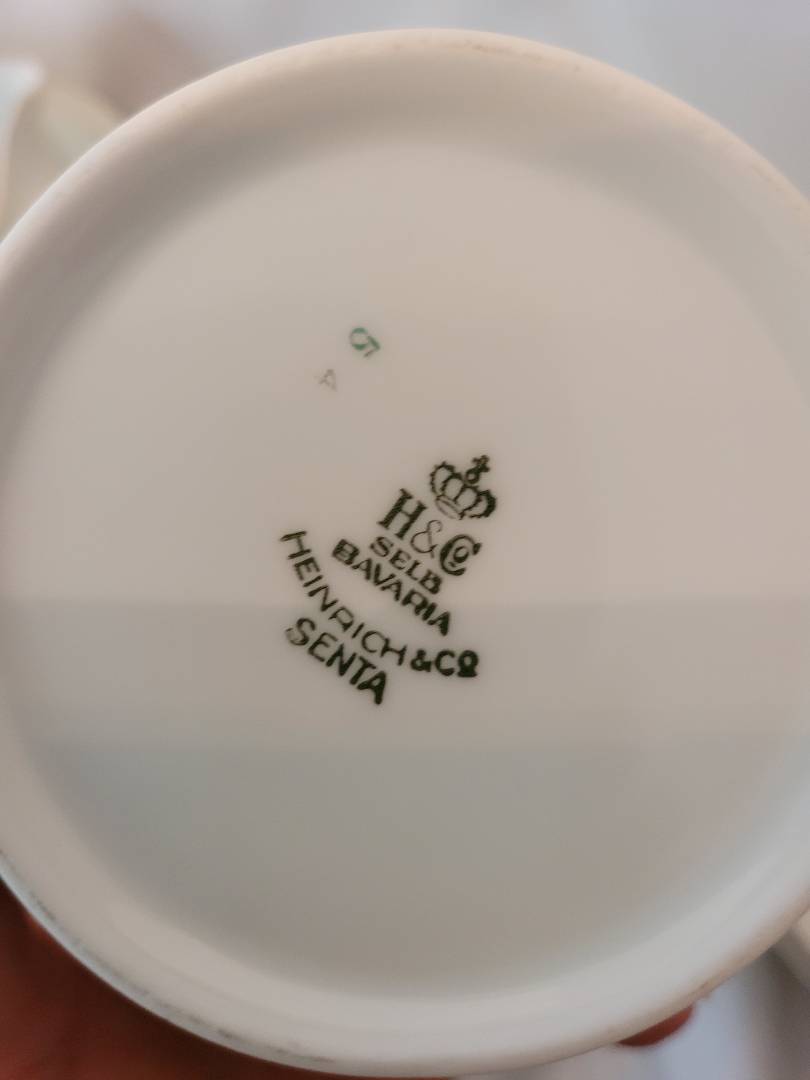 H&Co
SELB
BAVARIA
HEINRICH & Co
SENTA